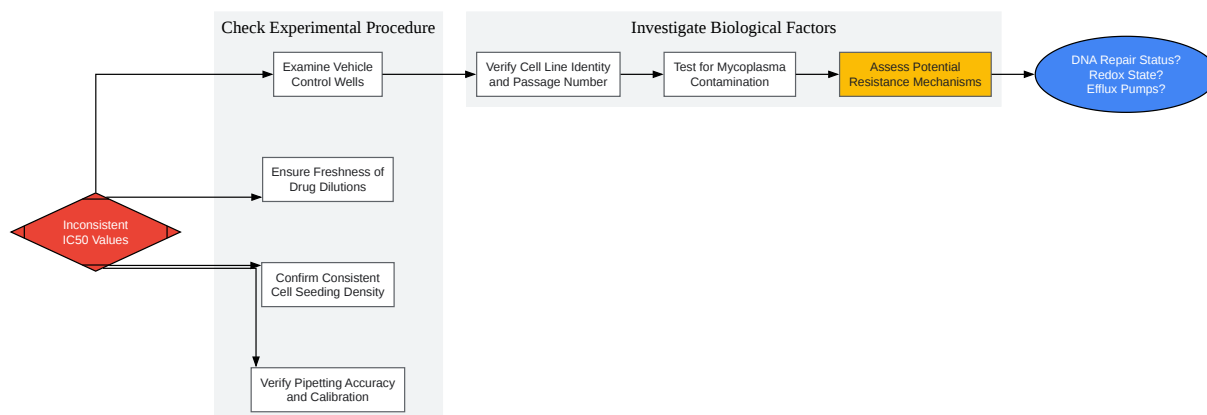 Check Experimental Procedure
Investigate Biological Factors
Examine Vehicle
Control Wells
Verify Cell Line Identity
and Passage Number
Test for Mycoplasma
Contamination
Assess Potential
Resistance Mechanisms
DNA Repair Status?
Redox State?
Efflux Pumps?
Ensure Freshness of
Drug Dilutions
Inconsistent
IC50 Values
Confirm Consistent
Cell Seeding Density
Verify Pipetting Accuracy
and Calibration